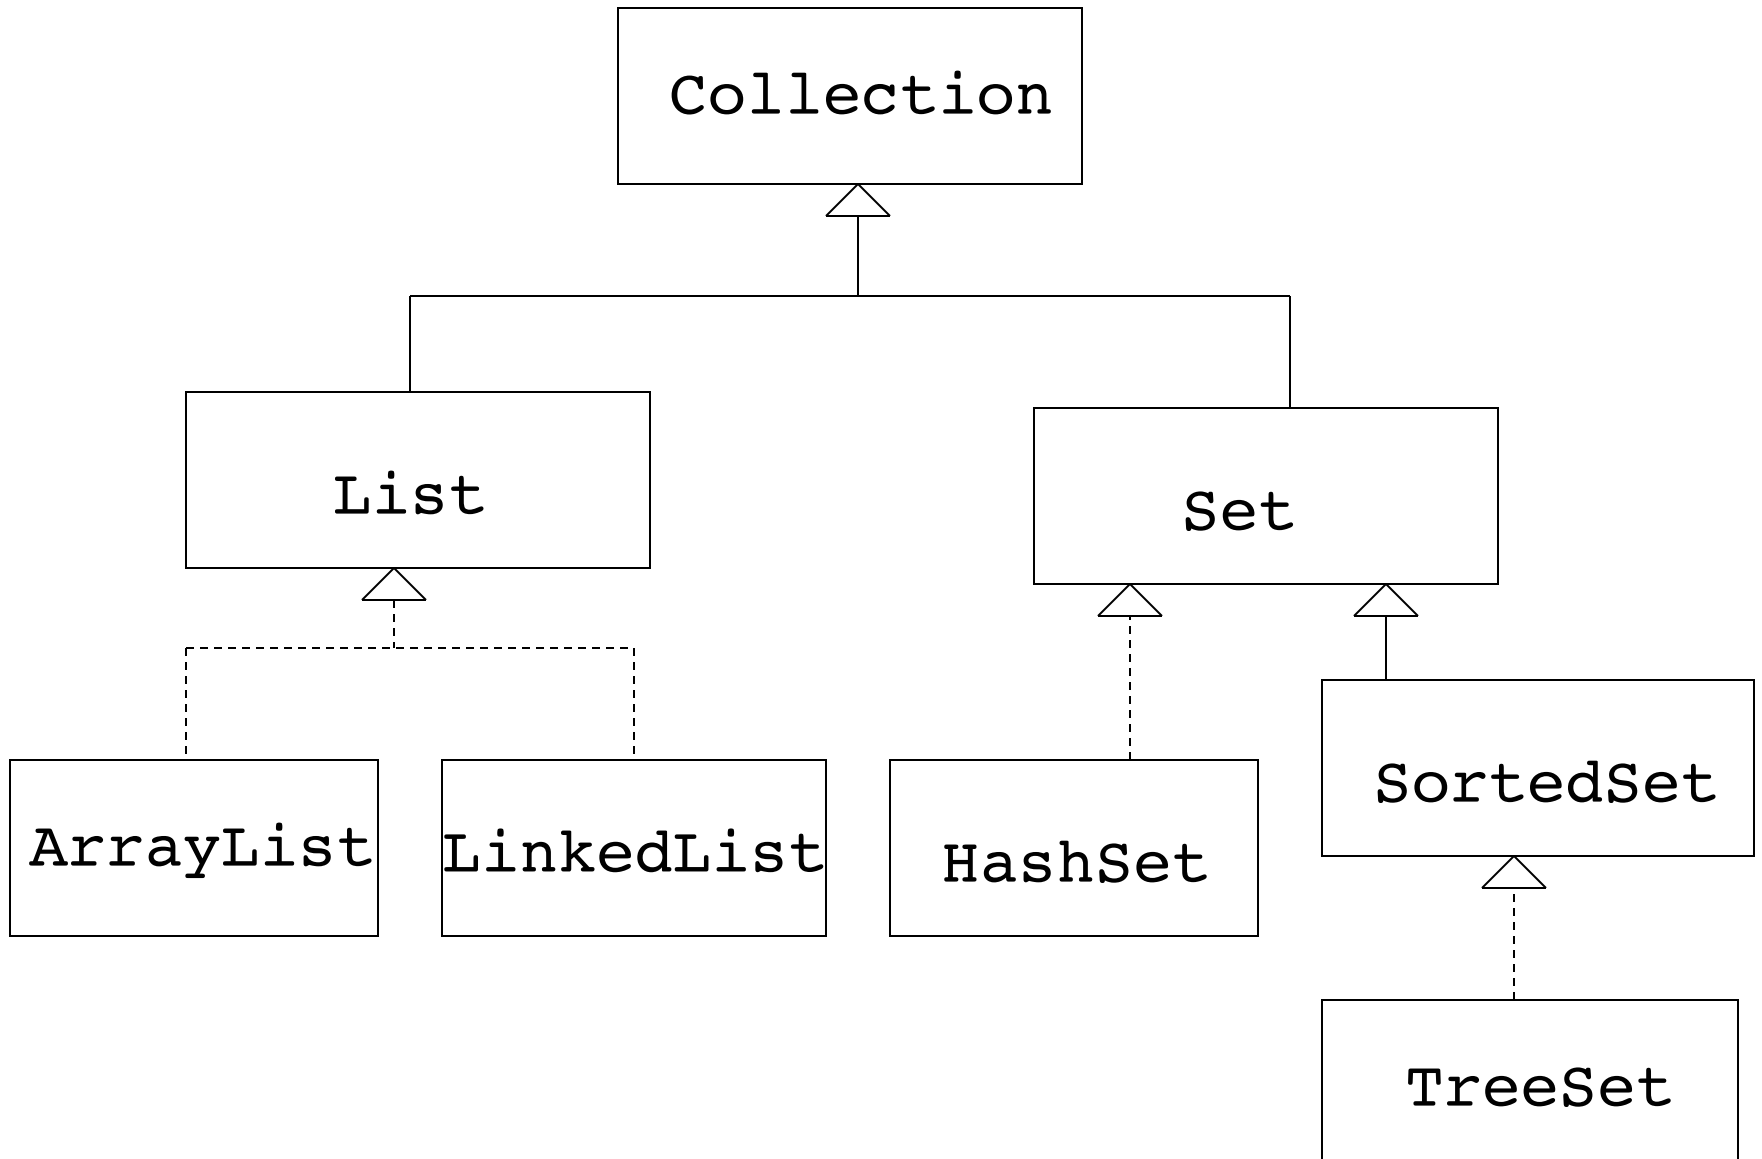 Collection
List
Set
ArrayList
LinkedList
HashSet
SortedSet
TreeSet